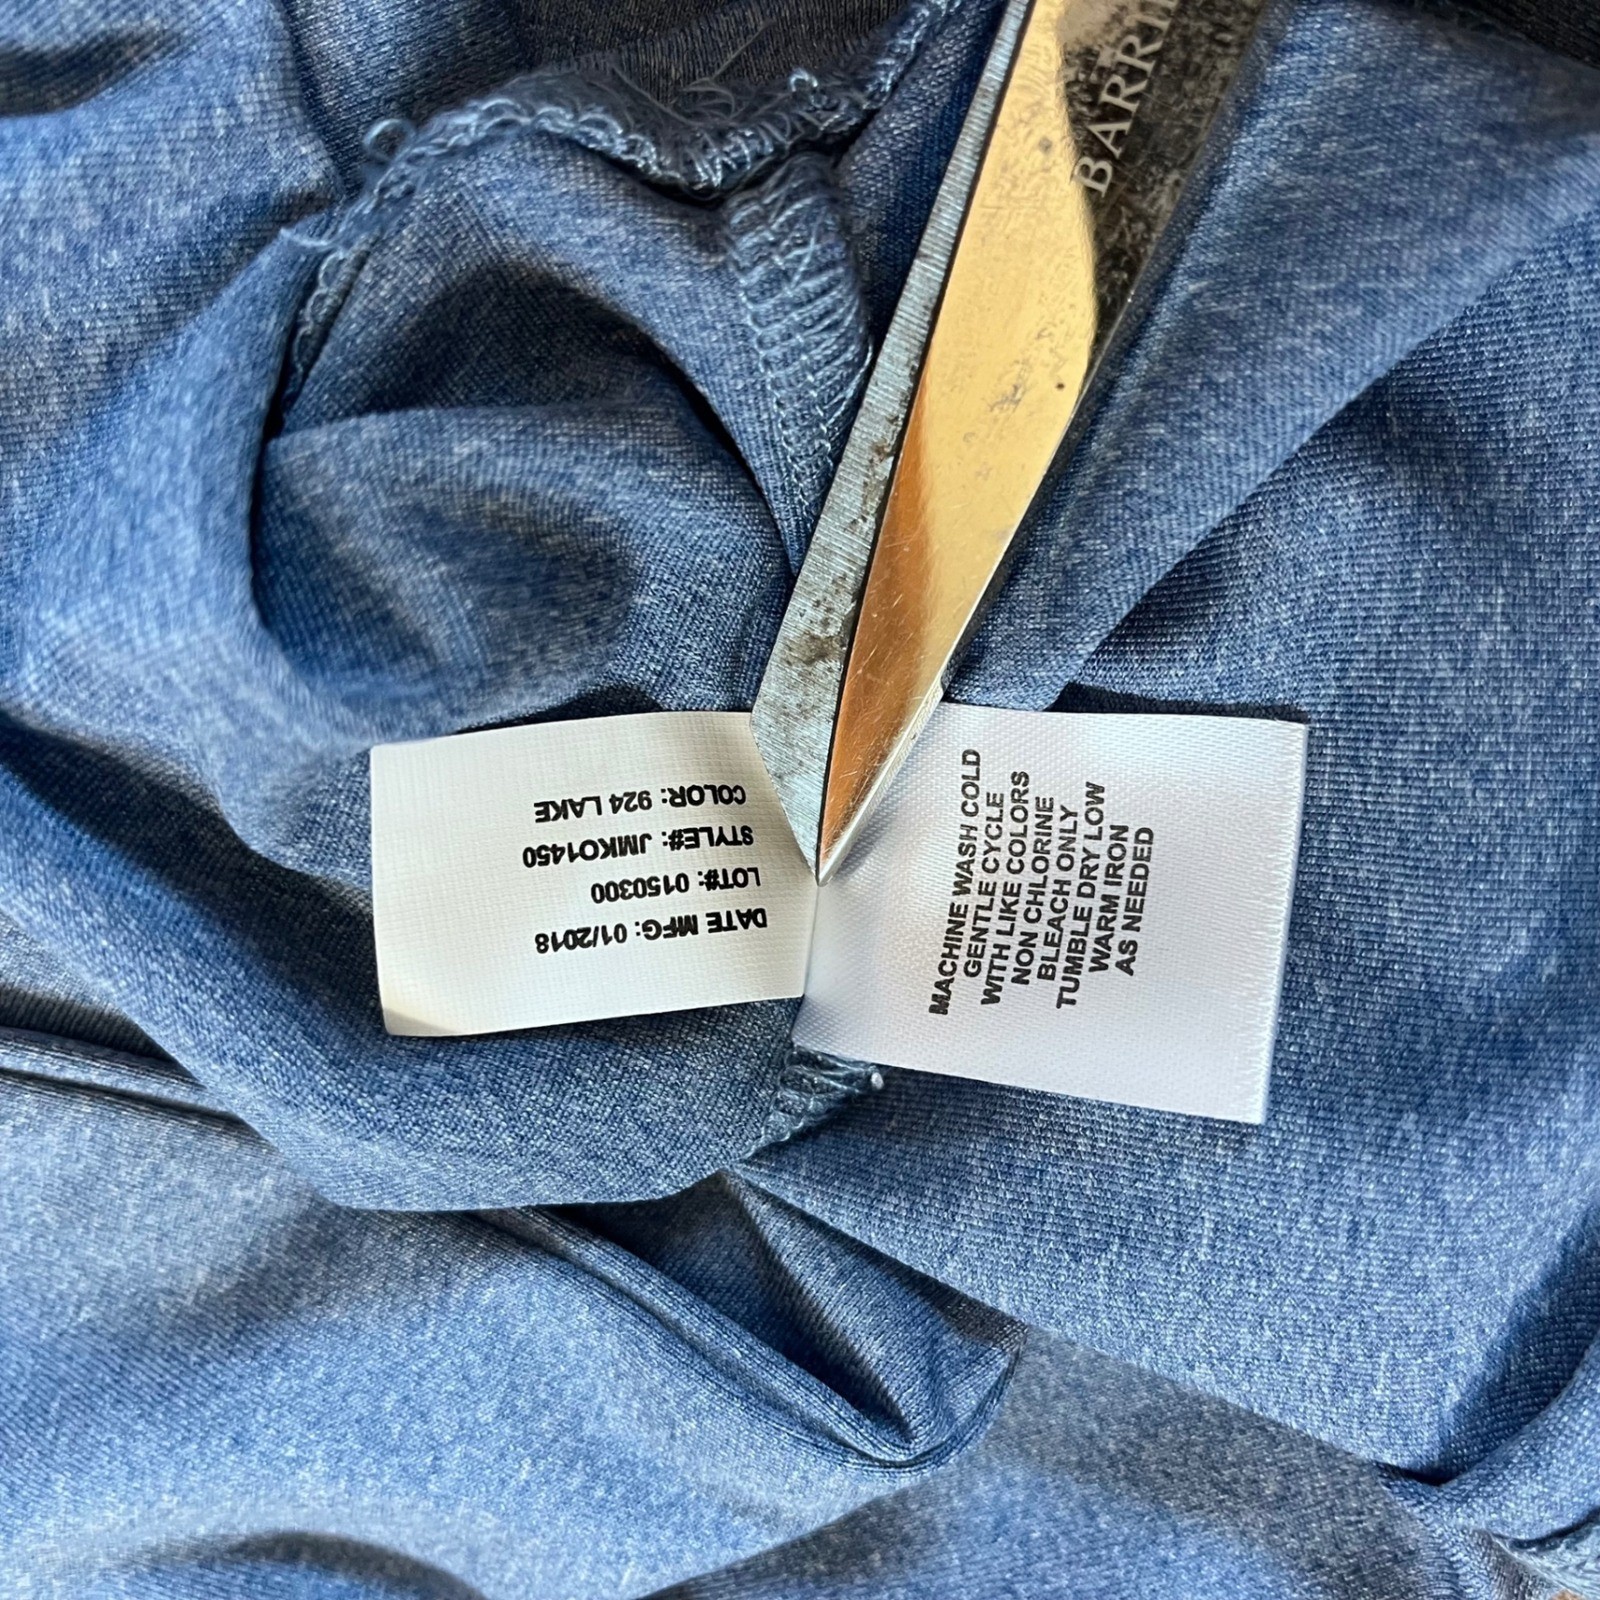 BARRI
COLOR: 924 LAKE
STYLE#: JMKO1450
LOT#: 0150300
DATE MFG: 01/2018
MACHINE WASH COLD
GENTLE CYCLE
WITH LIKE COLORS
NON CHLORINE
BLEACH ONLY
TUMBLE DRY LOW
WARM IRON
AS NEEDED